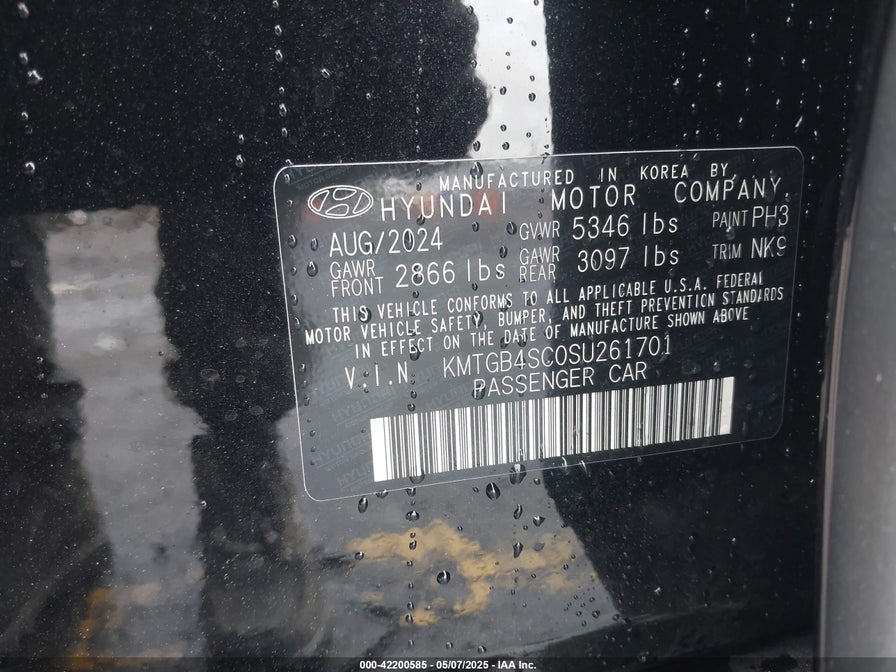 MANUFACTURED IN KOREA BY
HYUNDAI MOTOR COMPANY.
AUG/2024 GVWR 5346 lbs PAINT PH3
GAWR FRONT 2866 lbs GAWR REAR 3097 lbs TRIM NK9
THIS VEHICLE CONFORMS TO ALL APPLICABLE U.S.A. FEDERAL
MOTOR VEHICLE SAFETY, BUMPER, AND THEFT PREVENTION STANDARDS
IN EFFECT ON THE DATE OF MANUFACTURE SHOWN ABOVE
V.I.N KMTGB4SC0SU261701
PASSENGER CAR
000-42200585 - 05/07/2025 - IAA Inc.